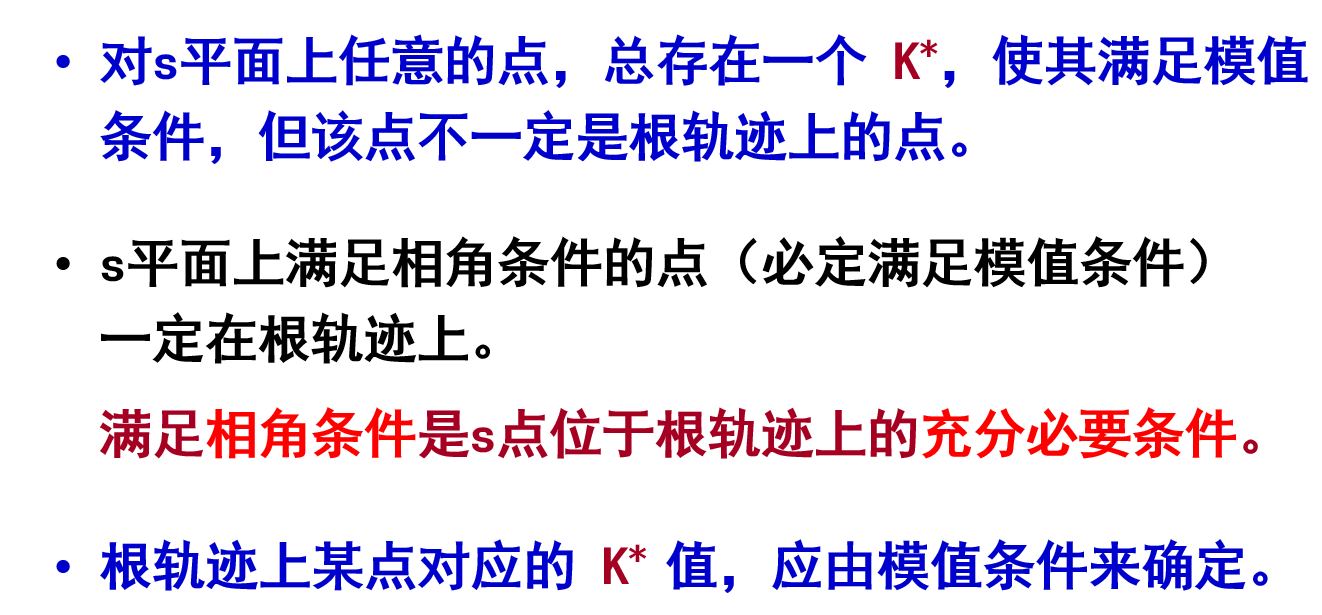 • 对s平面上任意的点，总存在一个 K*，使其满足模值
条件，但该点不一定是根轨迹上的点。
• s平面上满足相角条件的点（必定满足模值条件）
一定在根轨迹上。
满足相角条件是s点位于根轨迹上的充分必要条件。
• 根轨迹上某点对应的 K* 值，应由模值条件来确定。